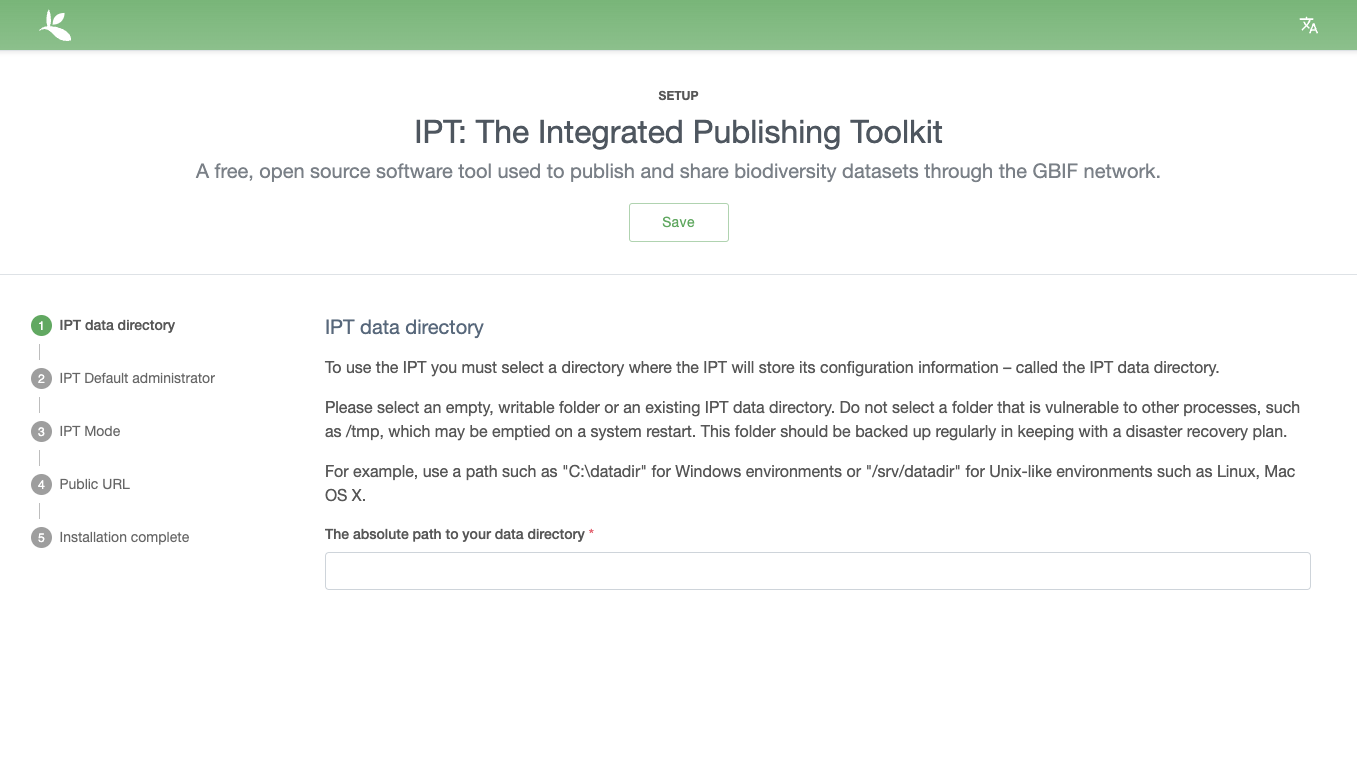 SETUP
IPT: The Integrated Publishing Toolkit
A free, open source software tool used to publish and share biodiversity datasets through the GBIF network.
Save
1 IPT data directory
2 IPT Default administrator
3 IPT Mode
4 Public URL
5 Installation complete
IPT data directory
To use the IPT you must select a directory where the IPT will store its configuration information – called the IPT data directory.
Please select an empty, writable folder or an existing IPT data directory. Do not select a folder that is vulnerable to other processes, such
as /tmp, which may be emptied on a system restart. This folder should be backed up regularly in keeping with a disaster recovery plan.
For example, use a path such as "C:\datadir" for Windows environments or "/srv/datadir" for Unix-like environments such as Linux, Mac
OS X.
The absolute path to your data directory *